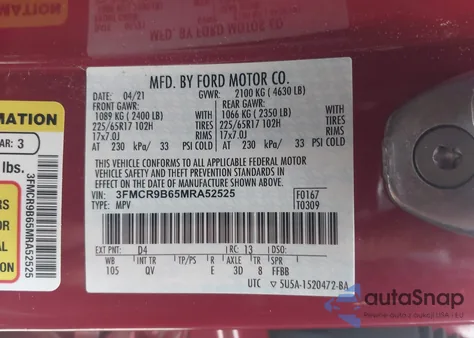 MFD. BY FORD MOTOR CO.
DATE: 04/21 GVWR: 2100 KG ( 4630 LB)
FRONT GAWR: REAR GAWR:
1089 KG ( 2400 LB) 1066 KG ( 2350 LB)
225/65R17 102H TIRES 225/65R17 102H TIRES
17x7.0J RIMS 17x7.0J RIMS
AT 230 kPa/ 33 PSI COLD AT 230 kPa/ 33 PSI COLD
THIS VEHICLE CONFORMS TO ALL APPLICABLE FEDERAL MOTOR
VEHICLE SAFETY AND THEFT PREVENTION STANDARDS IN
EFFECT ON THE DATE OF MANUFACTURE SHOWN ABOVE.
VIN: 3FMCR9B65MRA52525 F0167
TYPE: MPV T0309
EXT PNT: D4 RC: 13 DSO:
WB INT TR TP/PS R AXLE TR SPR
105 QV E 3D 8 FFBB
UTC ▽ 5U5A-1520472-BA
MATION
AR: 3
lbs.
3FMCR9B65MRA52525
autoSnap